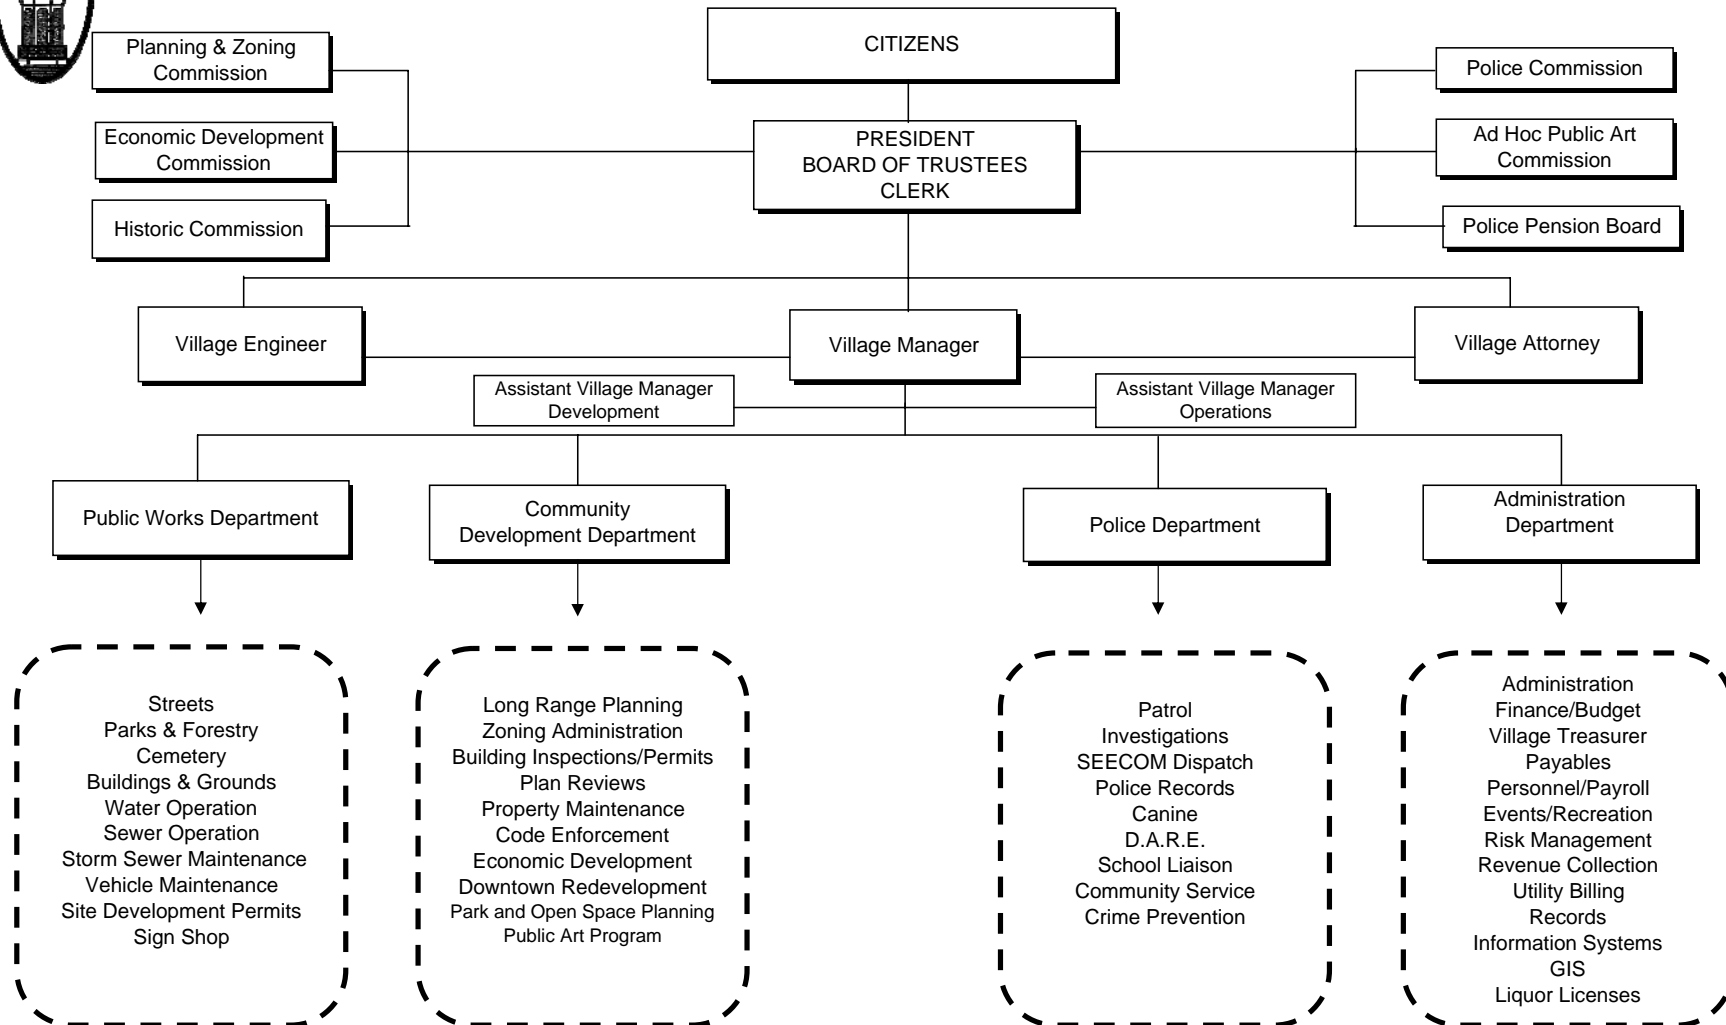 CITIZENS
Planning & Zoning
Commission
Economic Development
Commission
Historic Commission
PRESIDENT
BOARD OF TRUSTEES
CLERK
Police Commission
Ad Hoc Public Art
Commission
Police Pension Board
Village Engineer
Village Manager
Village Attorney
Assistant Village Manager
Development
Assistant Village Manager
Operations
Public Works Department
Community
Development Department
Police Department
Administration
Department
Streets
Parks & Forestry
Cemetery
Buildings & Grounds
Water Operation
Sewer Operation
Storm Sewer Maintenance
Vehicle Maintenance
Site Development Permits
Sign Shop
Long Range Planning
Zoning Administration
Building Inspections/Permits
Plan Reviews
Property Maintenance
Code Enforcement
Economic Development
Downtown Redevelopment
Park and Open Space Planning
Public Art Program
Patrol
Investigations
SEECOM Dispatch
Police Records
Canine
D.A.R.E.
School Liaison
Community Service
Crime Prevention
Administration
Finance/Budget
Village Treasurer
Payables
Personnel/Payroll
Events/Recreation
Risk Management
Revenue Collection
Utility Billing
Records
Information Systems
GIS
Liquor Licenses